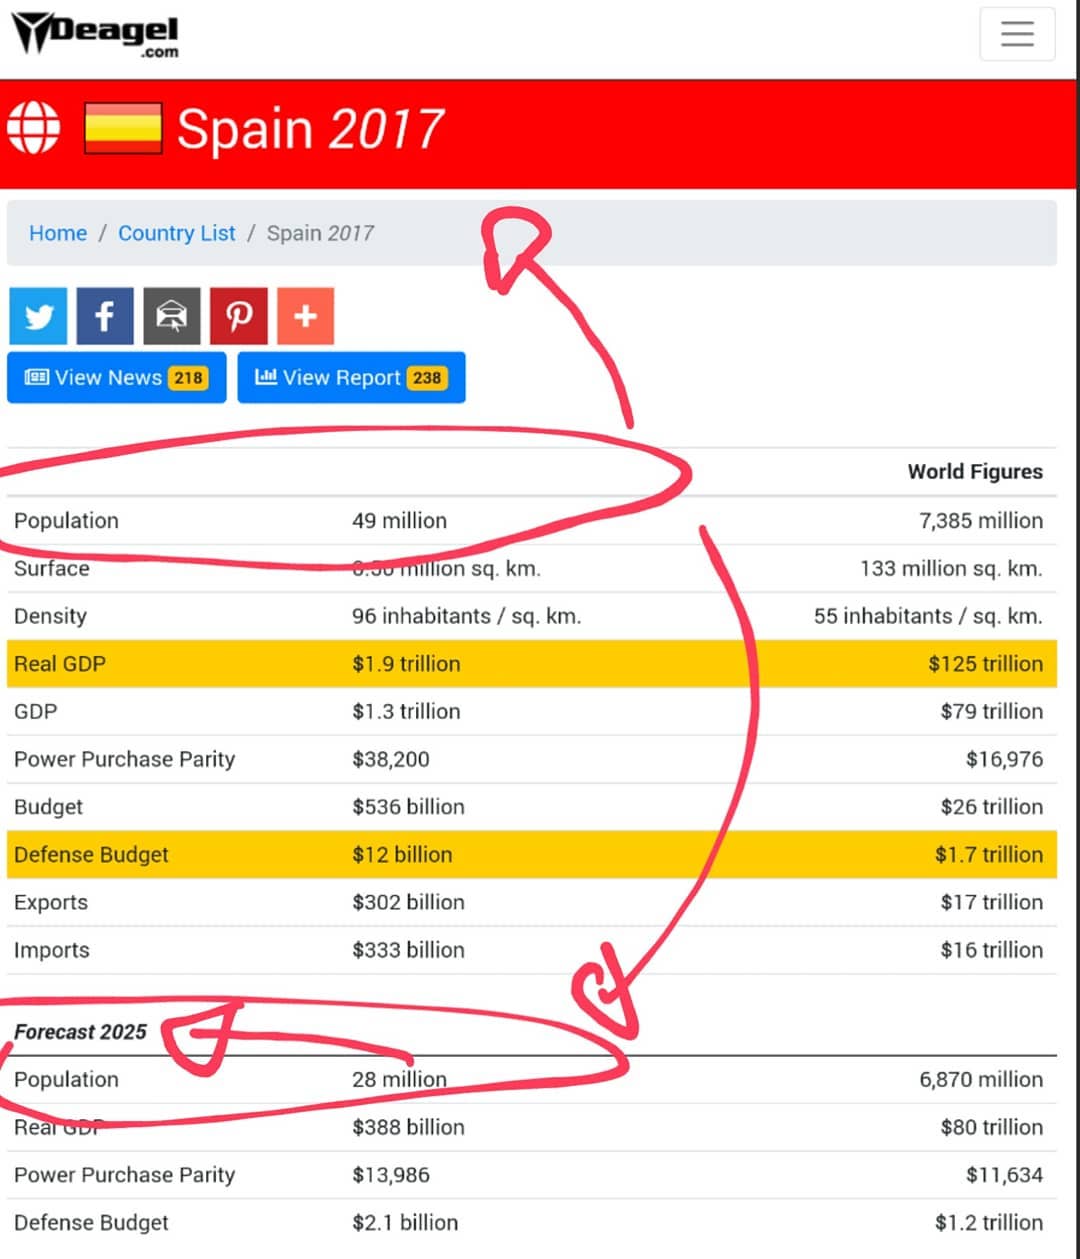 Deagel
.com
Spain 2017
Home / Country List / Spain 2017
View News 218 View Report 238
World Figures
Population 49 million 7,385 million
Surface 0.50 million sq. km. 133 million sq. km.
Density 96 inhabitants / sq. km. 55 inhabitants / sq. km.
Real GDP $1.9 trillion $125 trillion
GDP $1.3 trillion $79 trillion
Power Purchase Parity $38,200 $16,976
Budget $536 billion $26 trillion
Defense Budget $12 billion $1.7 trillion
Exports $302 billion $17 trillion
Imports $333 billion $16 trillion
Forecast 2025
Population 28 million 6,870 million
Real GDP $388 billion $80 trillion
Power Purchase Parity $13,986 $11,634
Defense Budget $2.1 billion $1.2 trillion